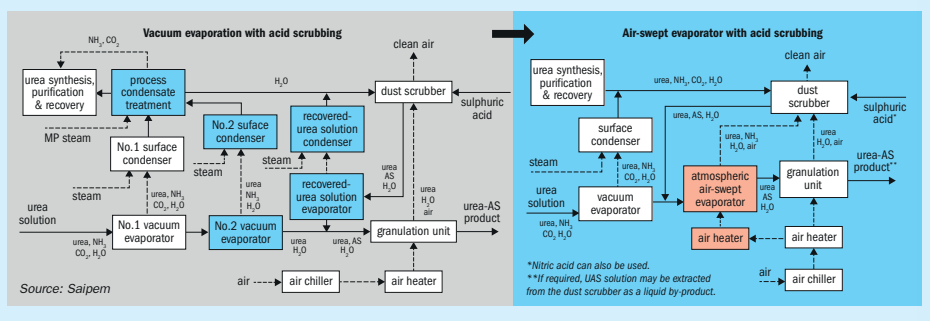 Vacuum evaporation with acid scrubbing
NH₃, CO₂
clean air
urea synthesis,
purification
& recovery
process
condensate
treatment
H₂O
dust scrubber
sulphuric
acid
MP steam
No.1 surface
condenser
No.2 surface
condenser
recovered-
urea solution
condenser
steam
steam
steam
urea, NH₃
CO₂, H₂O
urea
NH₃
H₂O
recovered-
urea solution
evaporator
urea
AS
H₂O
urea
H₂O
air
urea
solution
urea, NH₃
CO₂, H₂O
No.1 vacuum
evaporator
No.2 vacuum
evaporator
urea
H₂O
urea, AS
H₂O
granulation unit
urea-AS
product
air
air chiller
air heater
Source: Saipem
Air-swept evaporator with acid scrubbing
clean air
urea synthesis,
purification
& recovery
urea, NH₃, CO₂, H₂O
dust
scrubber
sulphuric
acid*
urea, AS, H₂O
surface
condenser
urea, NH₃
H₂O, air
urea
H₂O, air
steam
urea, NH₃
CO₂, H₂O
urea
solution
urea, NH₃
CO₂ H₂O
vacuum
evaporator
atmospheric
air-swept
evaporator
urea
AS
H₂O
granulation
unit
urea-AS
product**
air heater
air heater
air
air chiller
*Nitric acid can also be used.
**If required, UAS solution may be extracted
from the dust scrubber as a liquid by-product.